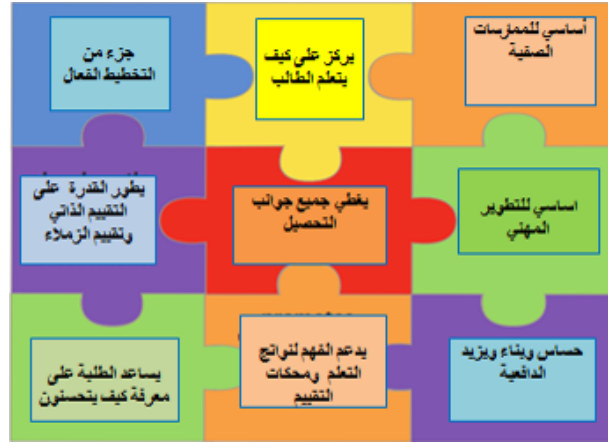 أساسي للممارسات
الصفية
يركز على كيف
يتعلم الطالب
جزء من
التخطيط الفعال
اساسي للتطوير
المهني
يغطي جميع جوانب
التحصيل
يطور القدرة على
التقييم الذاتي
وتقييم الزملاء
حساس وبناء ويزيد
الدافعية
يدعم الفهم لنواتج
التعلم ومحكات
التقييم
يساعد الطلبة على
معرفة كيف يتحسنون